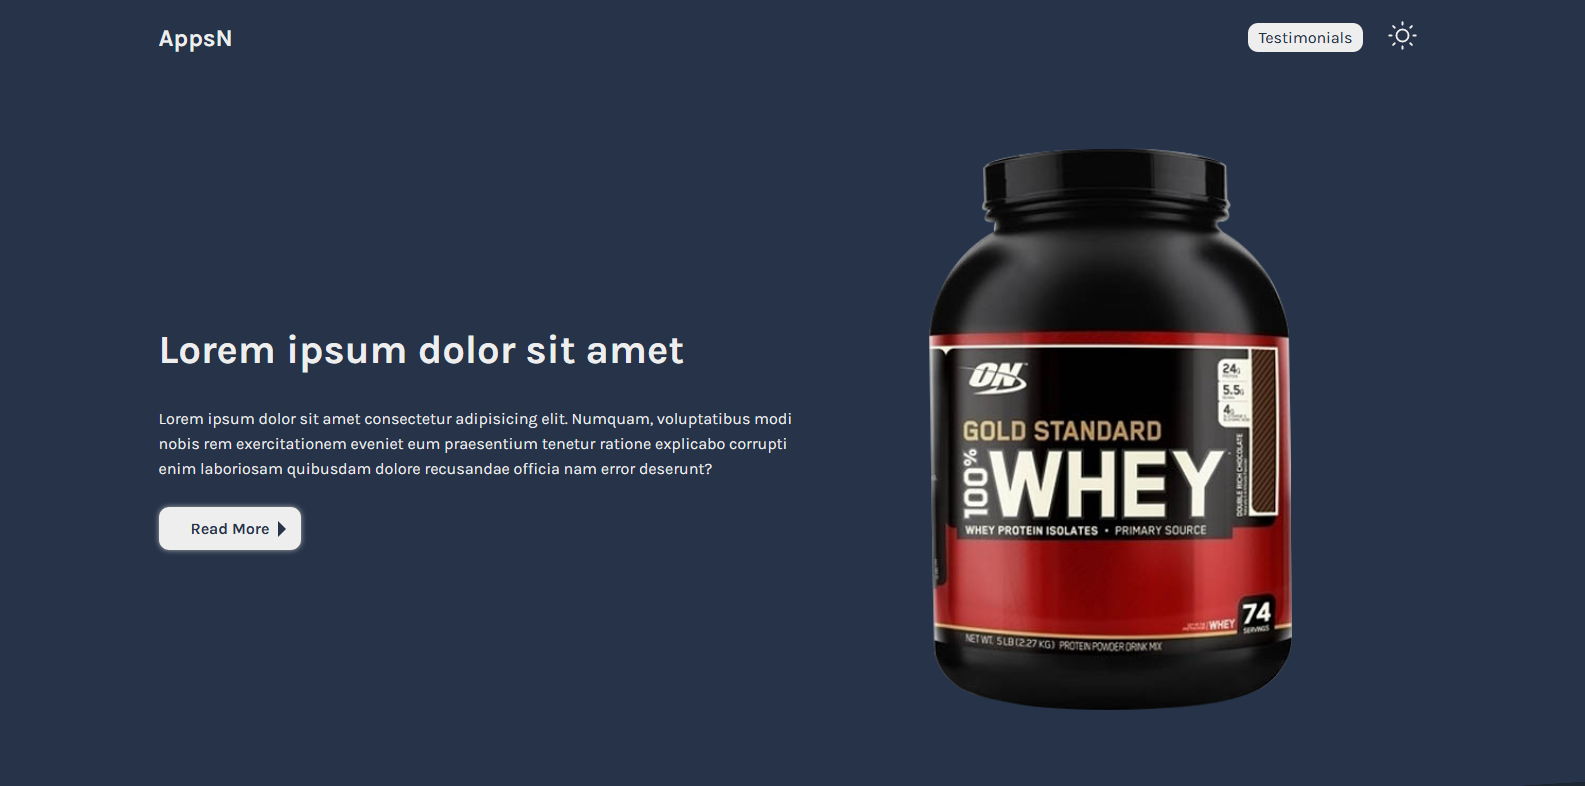 AppsN
Testimonials
Lorem ipsum dolor sit amet
Lorem ipsum dolor sit amet consectetur adipisicing elit. Numquam, voluptatibus modi
nobis rem exercitationem eveniet eum praesentium tenetur ratione explicabo corrupti
enim laboriosam quibusdam dolore recusandae officia nam error deserunt?
Read More
ON
24G
5.5G
4G
GOLD STANDARD
100% WHEY
DOUBLE RICH CHOCOLATE
WHEY PROTEIN ISOLATES • PRIMARY SOURCE
WHEY
74
SERVINGS
NET WT. 5 LB (2.27 KG) PROTEIN POWDER DRINK MIX